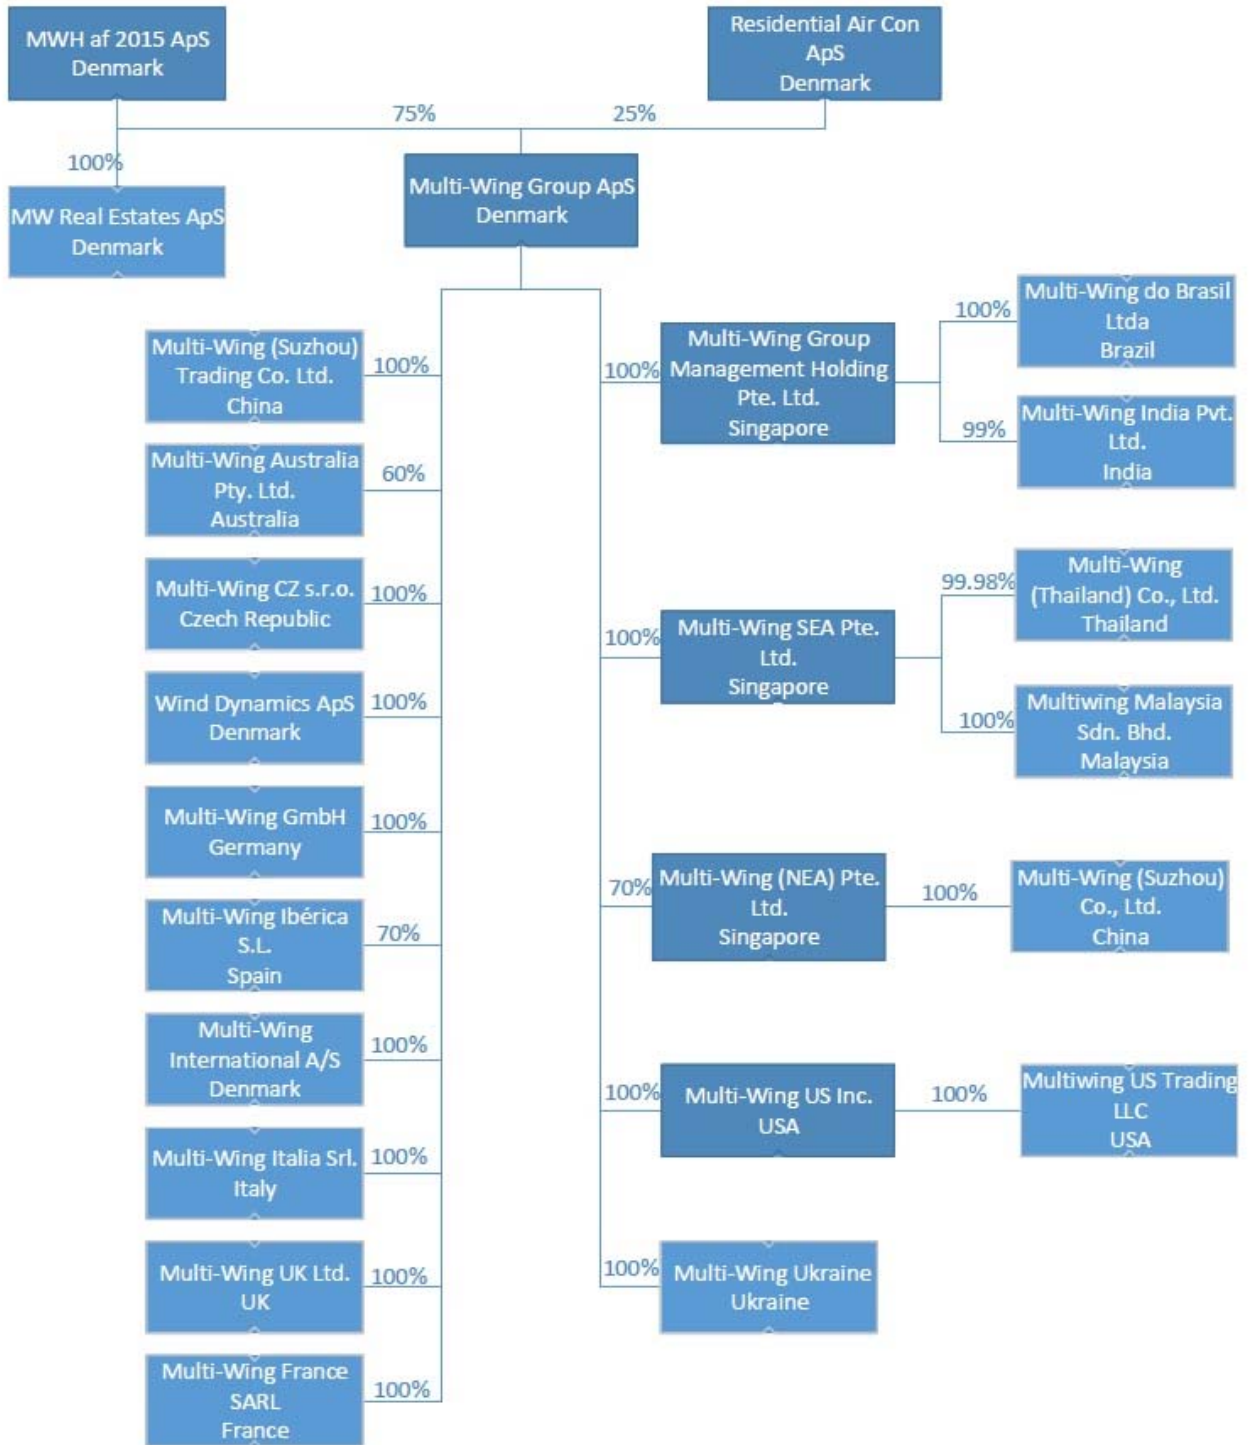 MWH af 2015 ApS
Denmark
Residential Air Con
ApS
Denmark
75%
25%
100%
MW Real Estates ApS
Denmark
Multi-Wing Group ApS
Denmark
Multi-Wing (Suzhou)
Trading Co. Ltd.
China
100%
Multi-Wing Australia
Pty. Ltd.
Australia
60%
Multi-Wing CZ s.r.o.
Czech Republic
100%
Wind Dynamics ApS
Denmark
100%
Multi-Wing GmbH
Germany
100%
Multi-Wing Ibérica
S.L.
Spain
70%
Multi-Wing
International A/S
Denmark
100%
Multi-Wing Italia Srl.
Italy
100%
Multi-Wing UK Ltd.
UK
100%
Multi-Wing France
SARL
France
100%
100%
Multi-Wing Group
Management Holding
Pte. Ltd.
Singapore
100%
Multi-Wing do Brasil
Ltda
Brazil
99%
Multi-Wing India Pvt.
Ltd.
India
100%
Multi-Wing SEA Pte.
Ltd.
Singapore
99.98%
Multi-Wing
(Thailand) Co., Ltd.
Thailand
100%
Multiwing Malaysia
Sdn. Bhd.
Malaysia
70%
Multi-Wing (NEA) Pte.
Ltd.
Singapore
100%
Multi-Wing (Suzhou)
Co., Ltd.
China
100%
Multi-Wing US Inc.
USA
100%
Multiwing US Trading
LLC
USA
100%
Multi-Wing Ukraine
Ukraine